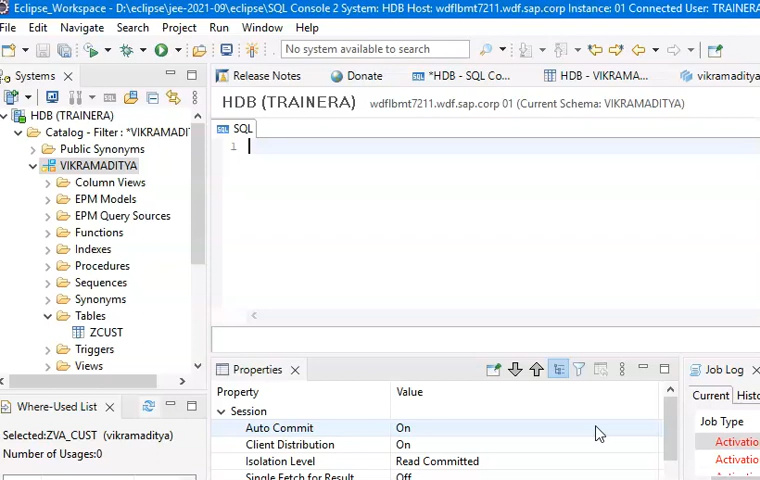 Eclipse_Workspace - D:\eclipse\jee-2021-09\eclipse\SQL Console 2 System: HDB Host: wdflbmt7211.wdf.sap.corp Instance: 01 Connected User: TRAINERA
File Edit Navigate Search Project Run Window Help
No system available to search)
Systems
Release Notes
Donate
*HDB - SQL Co...
HDB - VIKRAMA...
vikramaditya
HDB (TRAINERA) wdflbmt7211.wdf.sap.corp 01 (Current Schema: VIKRAMADITYA)
SQL
1
HDB (TRAINERA)
Catalog - Filter : *VIKRAMADIT
Public Synonyms
VIKRAMADITYA
Column Views
EPM Models
EPM Query Sources
Functions
Indexes
Procedures
Sequences
Synonyms
Tables
ZCUST
Triggers
Views
Where-Used List
Selected:ZVA_CUST (vikramaditya)
Number of Usages:0
Properties
Property Value
Session
Auto Commit On
Client Distribution On
Isolation Level Read Committed
Single Fetch for Result Off
Job Log
Current Histo
Job Type
Activatio
Activatio